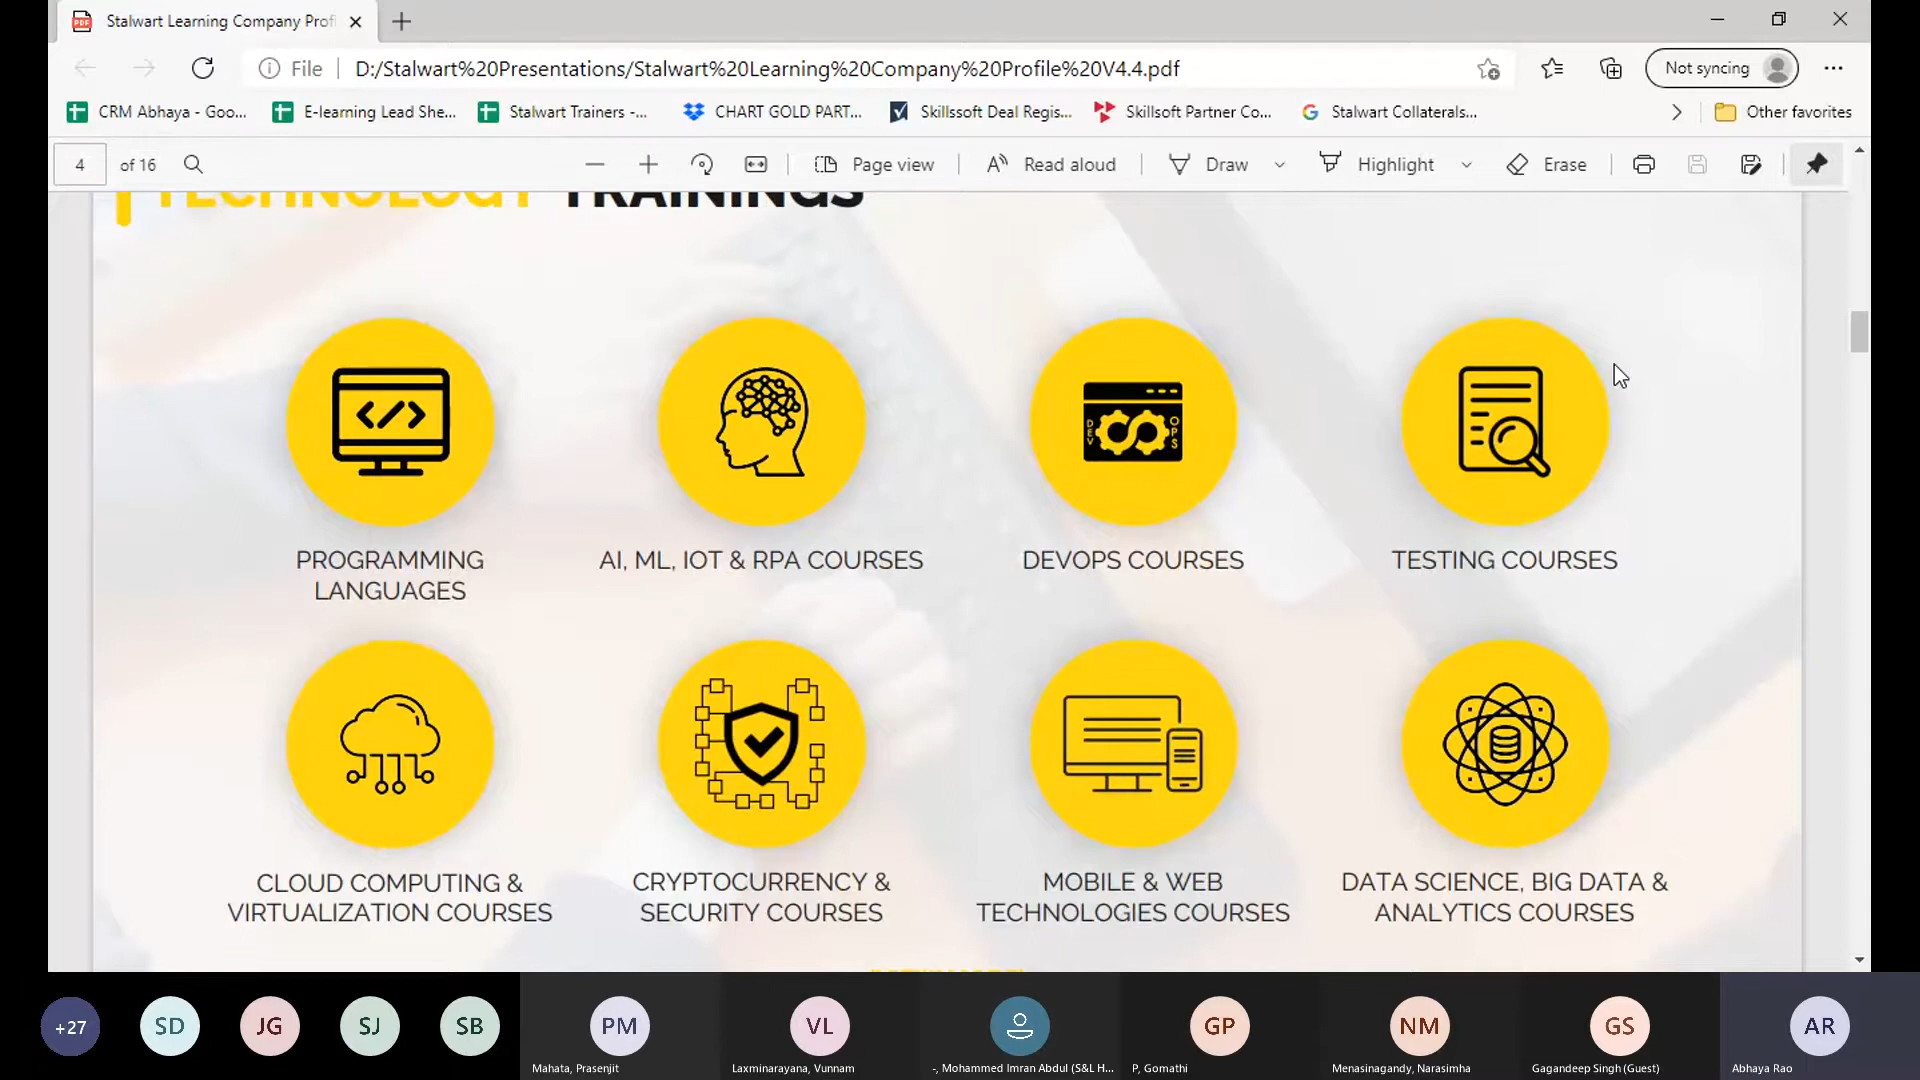 Stalwart Learning Company Prof
File
D:/Stalwart%20Presentations/Stalwart%20Learning%20Company%20Profile%20V4.4.pdf
Not syncing
CRM Abhaya - Goo...
E-learning Lead She...
Stalwart Trainers -...
CHART GOLD PART...
Skillssoft Deal Regis...
Skillsoft Partner Co...
Stalwart Collaterals...
Other favorites
4 of 16
Page view
Read aloud
Draw
Highlight
Erase
TECHNOLOGY TRAININGS
DEV OPS
PROGRAMMING
LANGUAGES
AI, ML, IOT & RPA COURSES
DEVOPS COURSES
TESTING COURSES
CLOUD COMPUTING &
VIRTUALIZATION COURSES
CRYPTOCURRENCY &
SECURITY COURSES
MOBILE & WEB
TECHNOLOGIES COURSES
DATA SCIENCE, BIG DATA &
ANALYTICS COURSES
+27
SD
JG
SJ
SB
PM
Mahata, Prasenjit
VL
Laxminarayana, Vunnam
-, Mohammed Imran Abdul (S&L H...
GP
P, Gomathi
NM
Menasinagandy, Narasimha
GS
Gagandeep Singh (Guest)
AR
Abhaya Rao